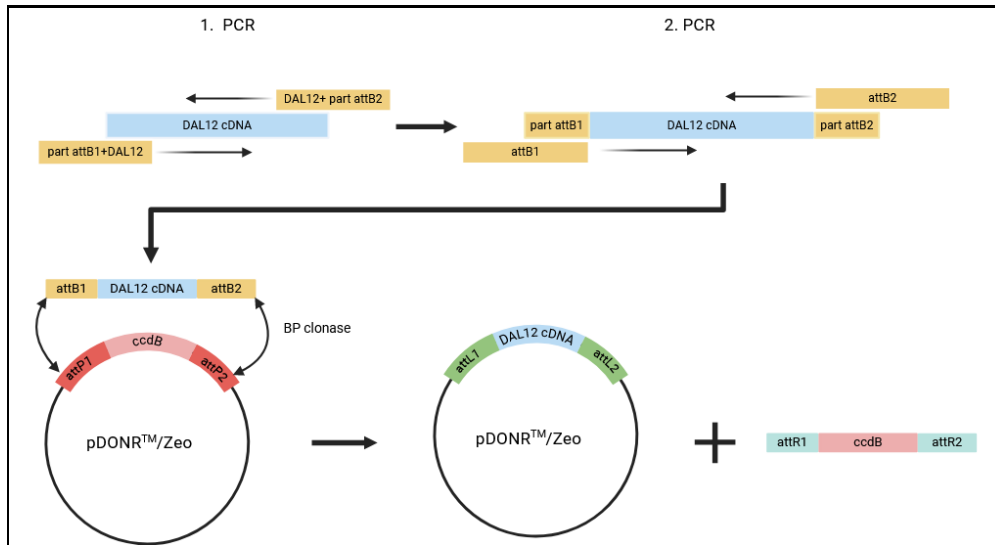 1. PCR
2. PCR
DAL12+ part attB2
DAL12 cDNA
part attB1+DAL12
attB2
part attB1
DAL12 cDNA
part attB2
attB1
attB1
DAL12 cDNA
attB2
BP clonase
attP1
ccdB
attP2
pDONR™/Zeo
attL1
DAL12 cDNA
attL2
pDONR™/Zeo
attR1
ccdB
attR2